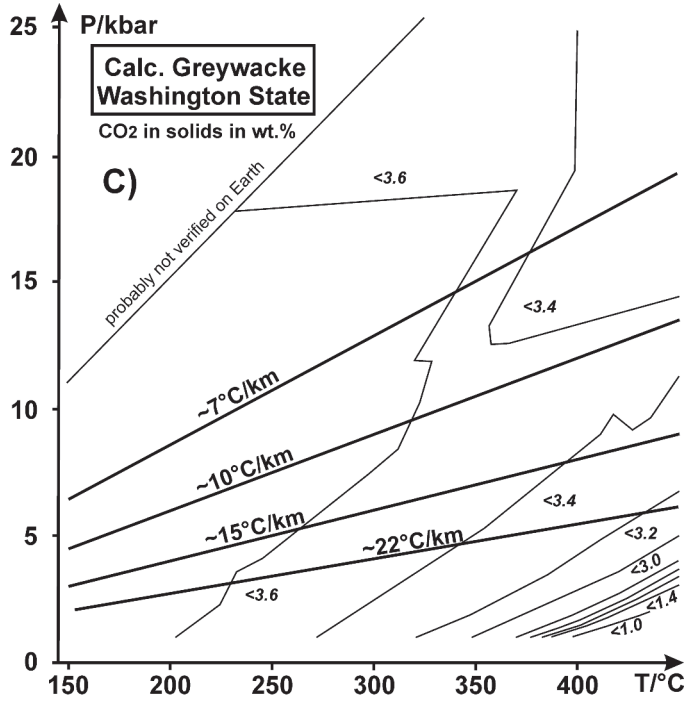 25
P/kbar
Calc. Greywacke
Washington State
CO2 in solids in wt.%
20
C)
<3.6
probably not verified on Earth
15
<3.4
~7°C/km
10
~10°C/km
~15°C/km
<3.4
5
~22°C/km
<3.2
<3.0
<3.6
<1.4
<1.0
0
150
200
250
300
350
400
T/°C